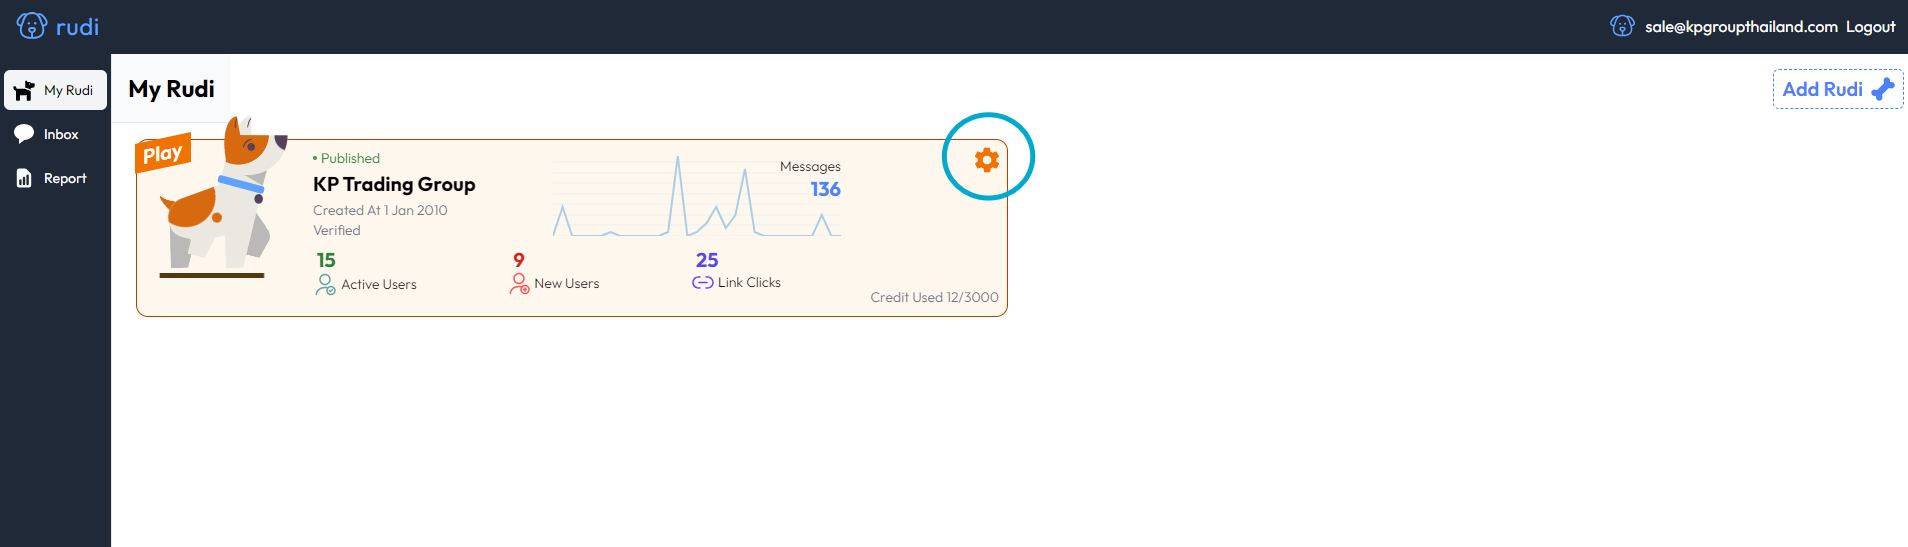 rudi
sale@kpgroupthailand.com Logout
My Rudi
Inbox
Report
My Rudi
Add Rudi
Play
Published
KP Trading Group
Created At 1 Jan 2010
Verified
Messages
136
15
Active Users
9
New Users
25
Link Clicks
Credit Used 12/3000